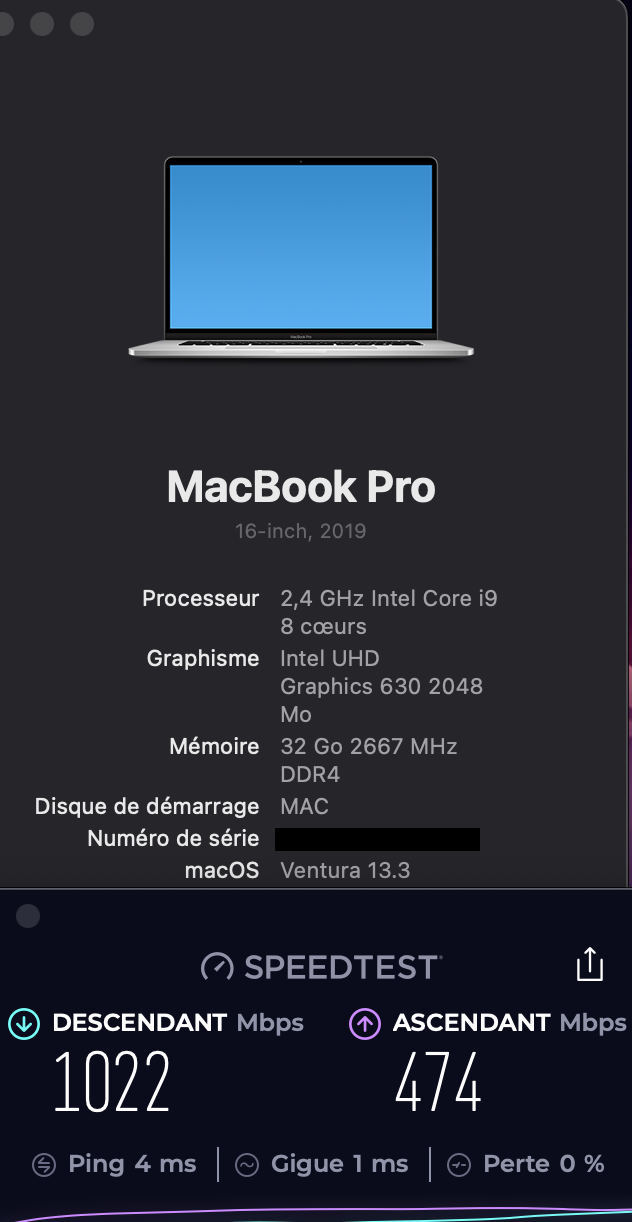 MacBook Pro
16-inch, 2019
Processeur 2,4 GHz Intel Core i9
8 cœurs
Graphisme Intel UHD
Graphics 630 2048
Mo
Mémoire 32 Go 2667 MHz
DDR4
Disque de démarrage MAC
Numéro de série
macOS Ventura 13.3
SPEEDTEST
DESCENDANT Mbps ASCENDANT Mbps
1022 474
Ping 4 ms Gigue 1 ms Perte 0 %